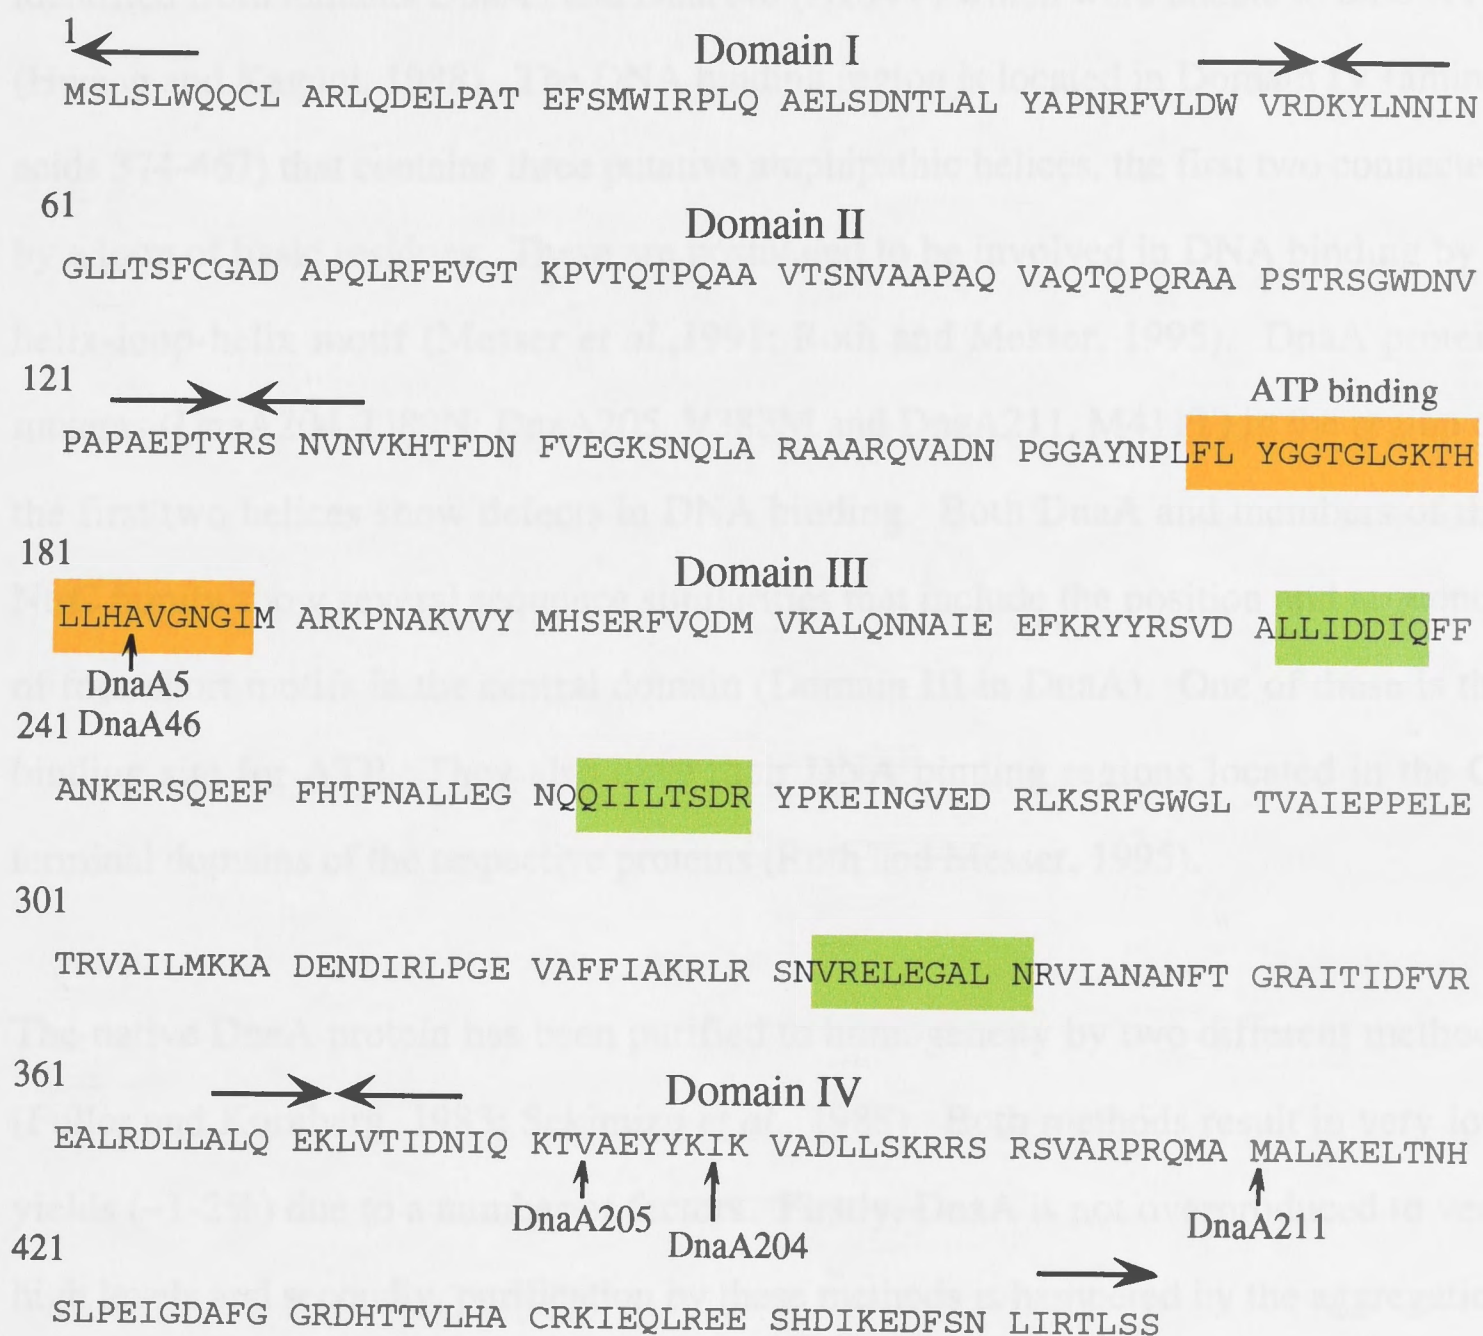 1
Domain I
MSLSLWQQCL ARLQDELPAT EFSMWIRPLQ AELSDNTLAL YAPNRFVLDW VRDKYLNNIN
61
Domain II
GLLTSFCGAD APQLRFEVGT KPVTQTPQAA VTSNVAAPAQ VAQTQPQRAA PSTRSGWDNV
121
ATP binding
PAPAEPTYRS NVNVKHTFDN FVEGKSNQLA RAAARQVADN PGGAYNPLFL YGGTGLGKTH
181
Domain III
LLHAVGNGIM ARKPNAKVVY MHSERFVQDM VKALQNNAIE EFKRYYRSVD ALLIDDIQFF
DnaA5
241 DnaA46
ANKERSQEEF FHTFNALLEG NQQIILTSDR YPKEINGVED RLKSRFGWGL TVAIEPPELE
301
TRVAILMKKA DENDIRLPGE VAFFIAKRLR SNVRELEGAL NRVIANANFT GRAITIDFVR
361
Domain IV
EALRDLLALQ EKLVTIDNIQ KTVAEYYKIK VADLLSKRRS RSVARPRQMA MALAKELTNH
DnaA205
DnaA204
DnaA211
421
SLPEIGDAFG GRDHTTVLHA CRKIEQLREE SHDIKEDFSN LIRTLSS